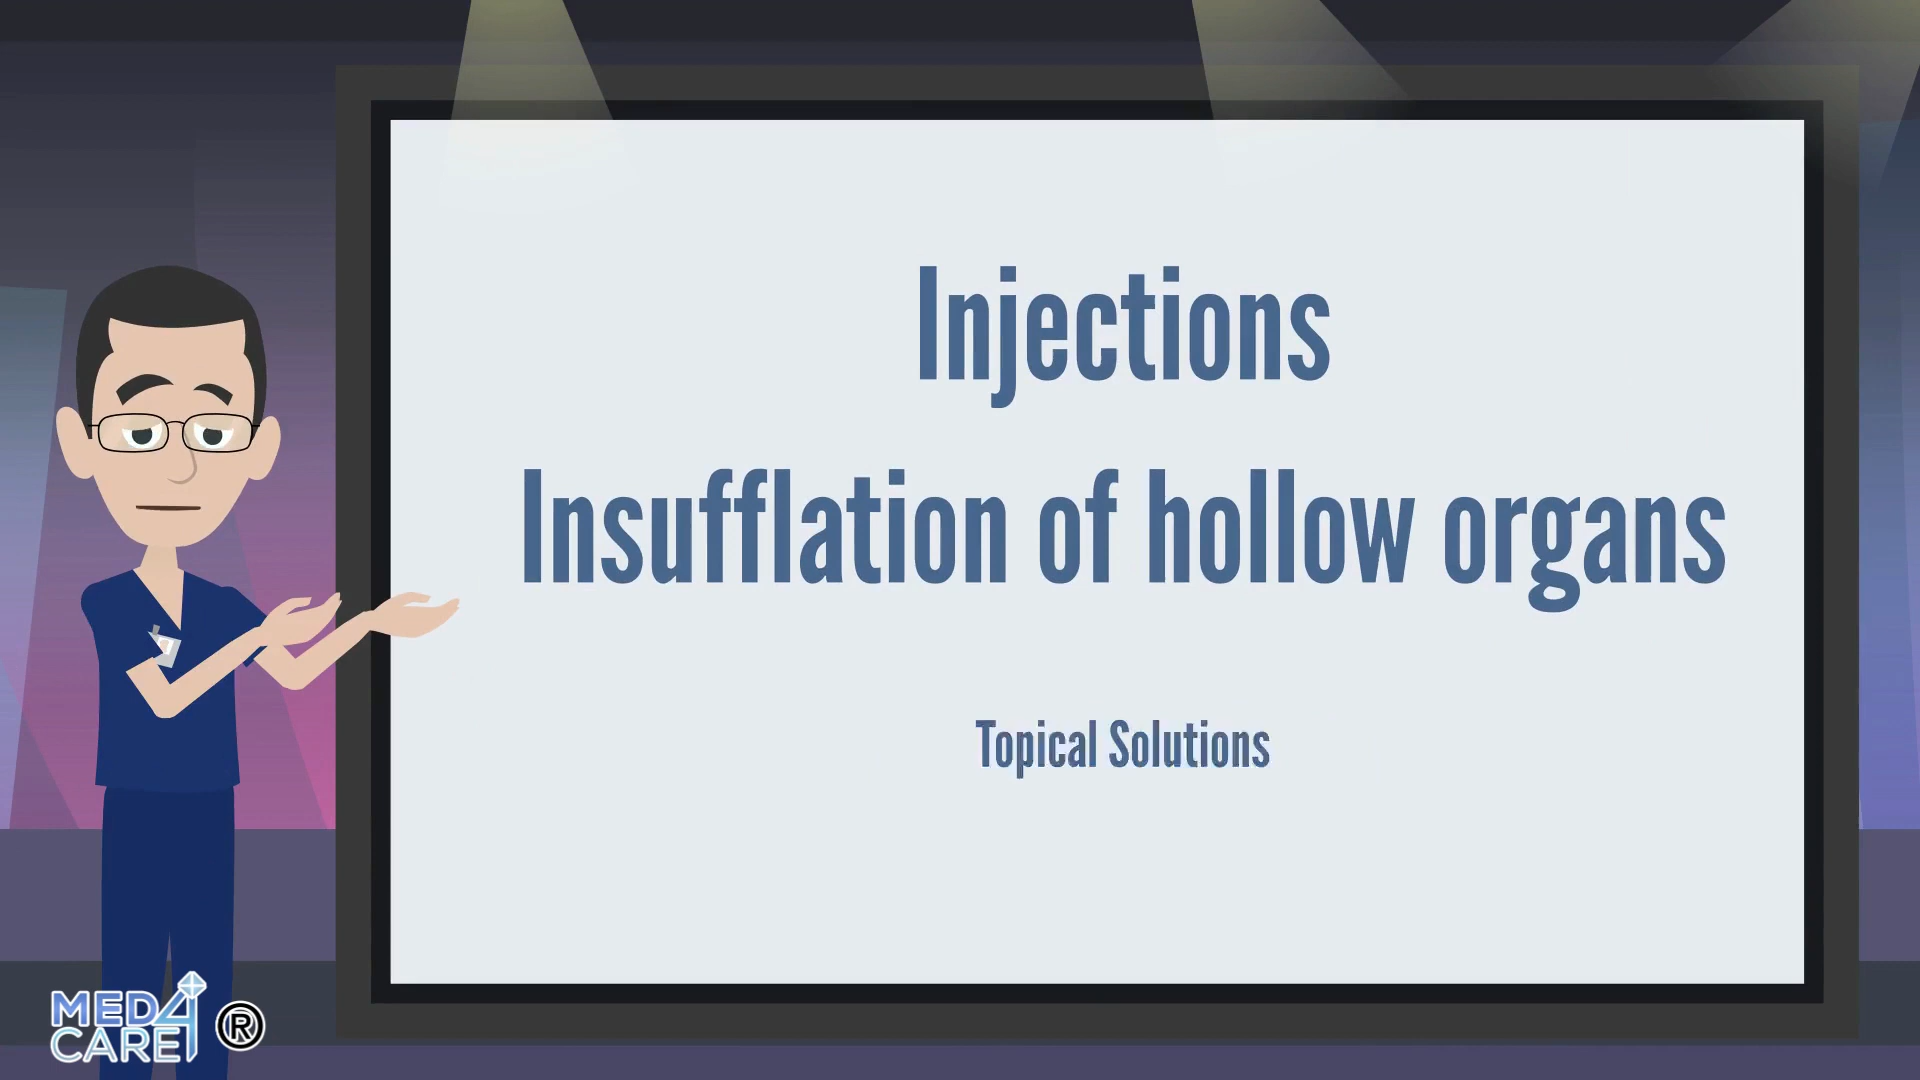 Injections
Insufflation of hollow organs
Topical Solutions
MED4
CARE ®